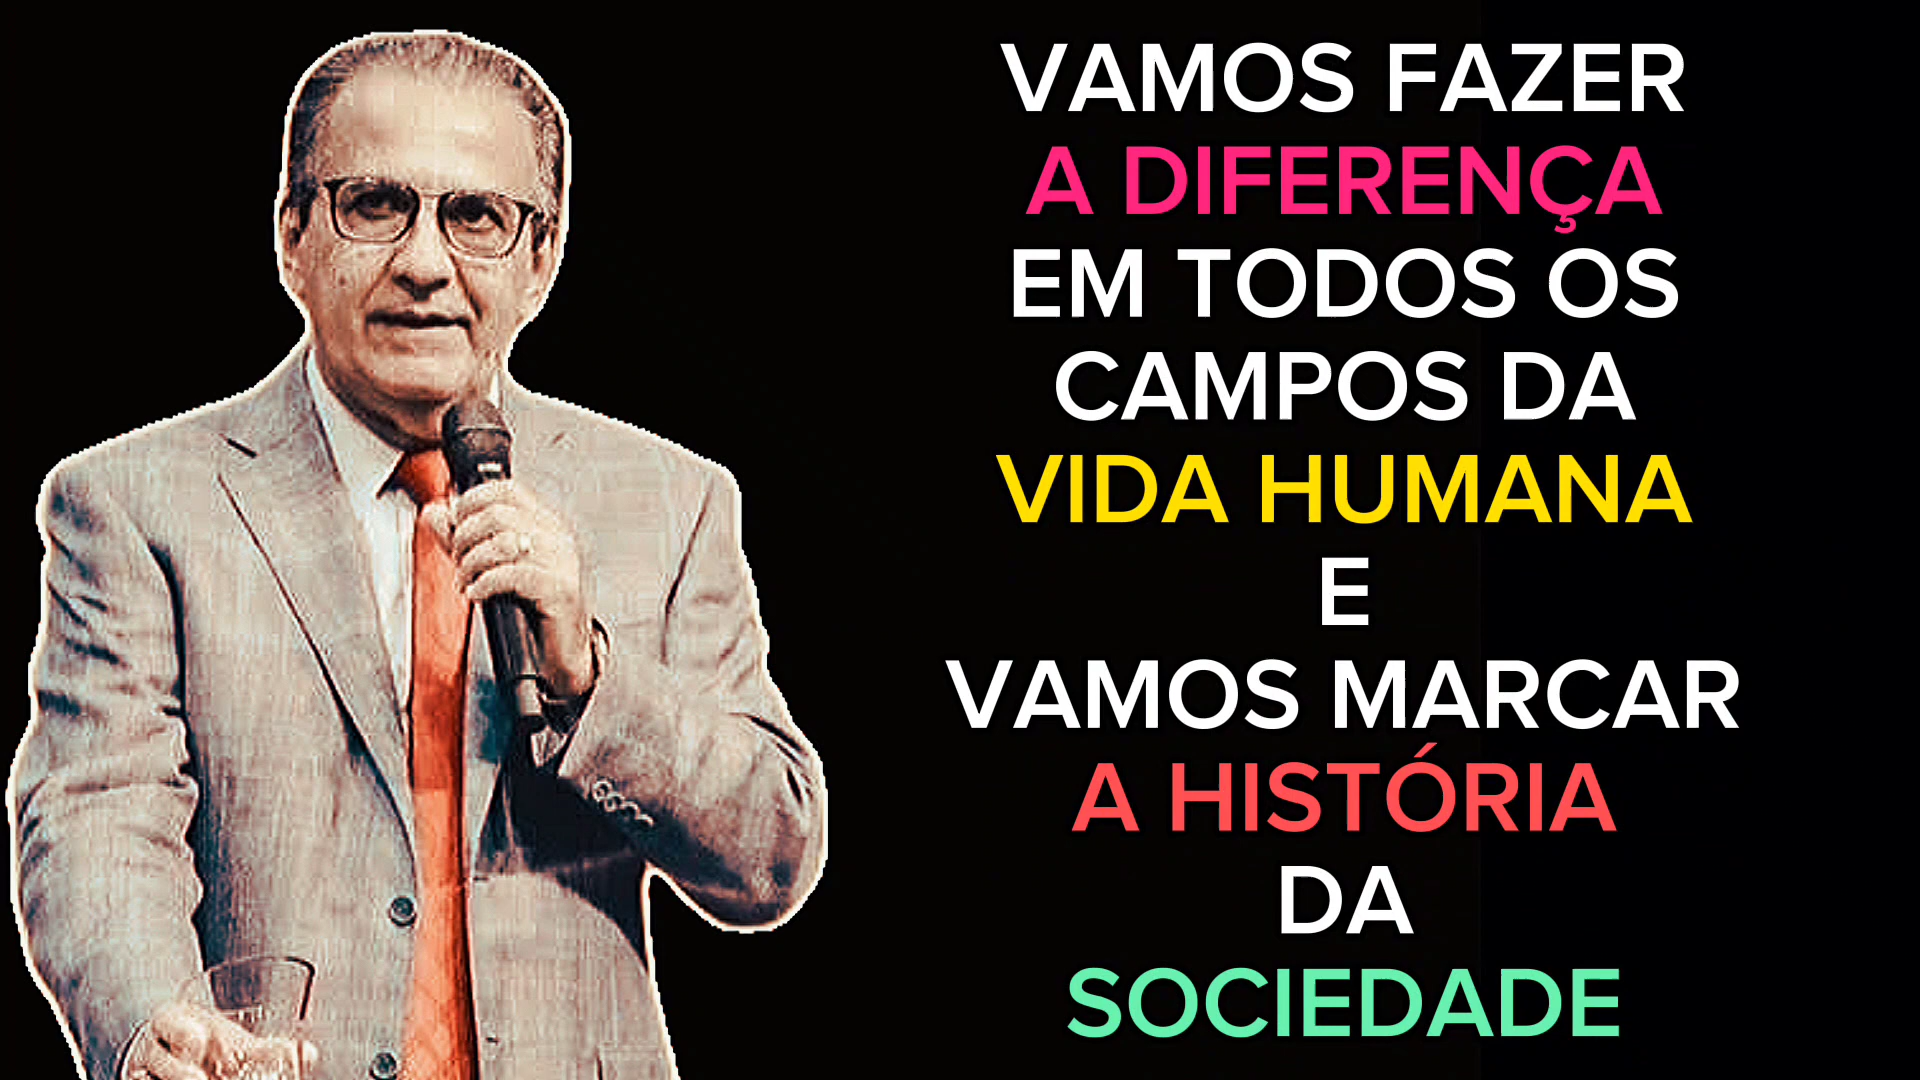 VAMOS FAZER
A DIFERENÇA
EM TODOS OS
CAMPOS DA
VIDA HUMANA
E
VAMOS MARCAR
A HISTÓRIA
DA
SOCIEDADE